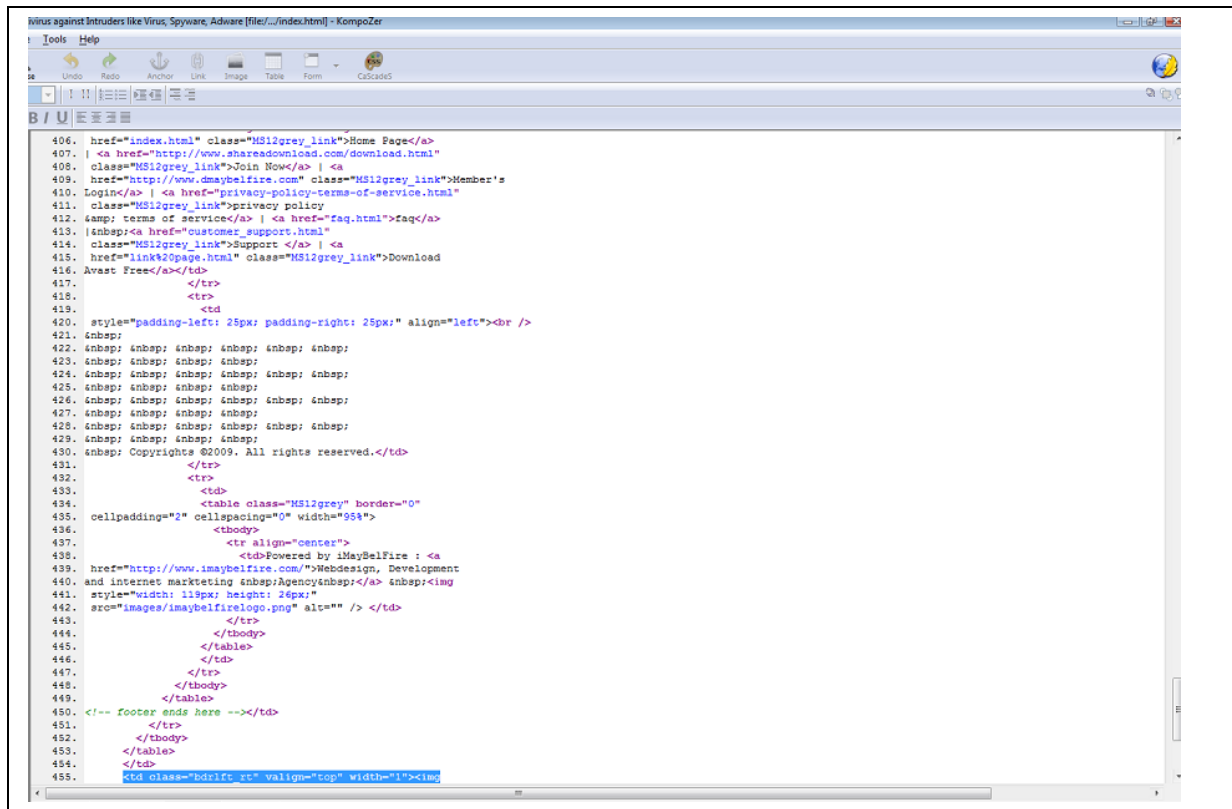 ivirus against Intruders like Virus, Spyware, Adware [file:/.../index.html] - KompoZer
Tools Help
Undo Redo Anchor Link Image Table Form CaScadeS
B I U
406. href="index.html" class="MS12grey_link">Home Page</a>
407. | <a href="http://www.shareadownload.com/download.html"
408. class="MS12grey_link">Join Now</a> | <a
409. href="http://www.dmaybelfire.com" class="MS12grey_link">Member's
410. Login</a> | <a href="privacy-policy-terms-of-service.html"
411. class="MS12grey_link">privacy policy
412. &amp; terms of service</a> | <a href="faq.html">faq</a>
413. |&nbsp;<a href="customer_support.html"
414. class="MS12grey_link">Support </a> | <a
415. href="link%20page.html" class="MS12grey_link">Download
416. Avast Free</a></td>
417. </tr>
418. <tr>
419. <td
420. style="padding-left: 25px; padding-right: 25px;" align="left"><br />
421. &nbsp;
422. &nbsp; &nbsp; &nbsp; &nbsp; &nbsp; &nbsp;
423. &nbsp; &nbsp; &nbsp; &nbsp;
424. &nbsp; &nbsp; &nbsp; &nbsp; &nbsp; &nbsp;
425. &nbsp; &nbsp; &nbsp; &nbsp;
426. &nbsp; &nbsp; &nbsp; &nbsp; &nbsp; &nbsp;
427. &nbsp; &nbsp; &nbsp; &nbsp;
428. &nbsp; &nbsp; &nbsp; &nbsp; &nbsp; &nbsp;
429. &nbsp; &nbsp; &nbsp; &nbsp;
430. &nbsp; Copyrights ©2009. All rights reserved.</td>
431. </tr>
432. <tr>
433. <td>
434. <table class="MS12grey" border="0"
435. cellpadding="2" cellspacing="0" width="95%">
436. <tbody>
437. <tr align="center">
438. <td>Powered by iMayBelFire : <a
439. href="http://www.imaybelfire.com/">Webdesign, Development
440. and internet markteting &nbsp;Agency&nbsp;</a> &nbsp;<img
441. style="width: 119px; height: 26px;"
442. src="images/imaybelfirelogo.png" alt="" /> </td>
443. </tr>
444. </tbody>
445. </table>
446. </td>
447. </tr>
448. </tbody>
449. </table>
450. <!-- footer ends here --></td>
451. </tr>
452. </tbody>
453. </table>
454. </td>
455. <td class="bdrlft_rt" valign="top" width="1"><img